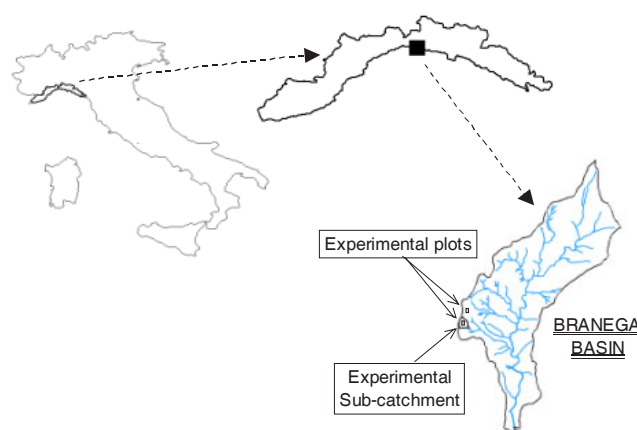 Experimental plots
BRANEGA
BASIN
Experimental
Sub-catchment